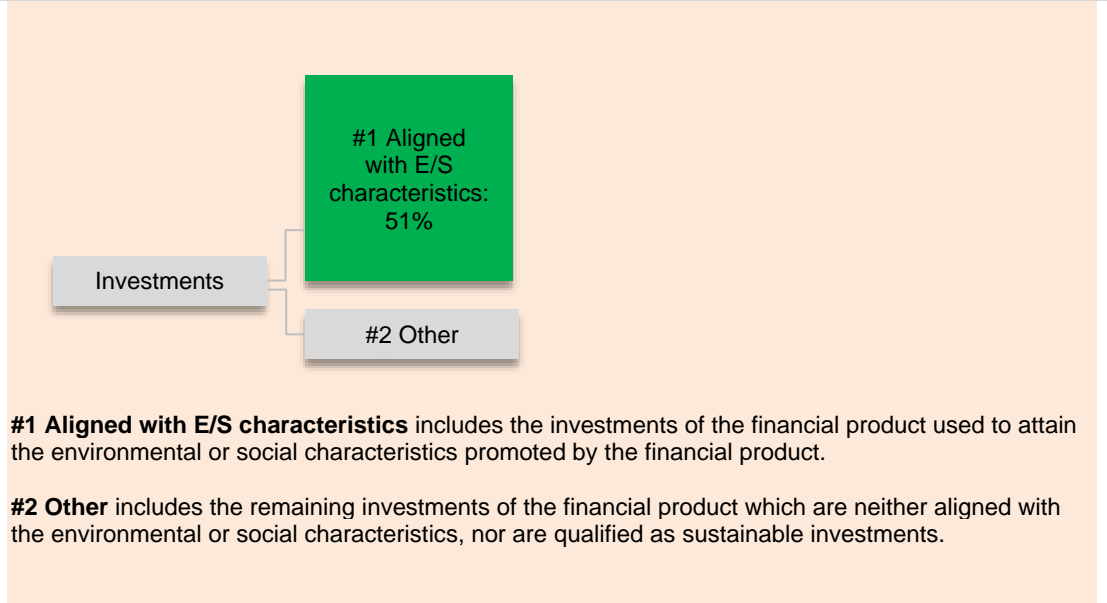 #1 Aligned
with E/S
characteristics:
51%
Investments
#2 Other
#1 Aligned with E/S characteristics includes the investments of the financial product used to attain
the environmental or social characteristics promoted by the financial product.
#2 Other includes the remaining investments of the financial product which are neither aligned with
the environmental or social characteristics, nor are qualified as sustainable investments.